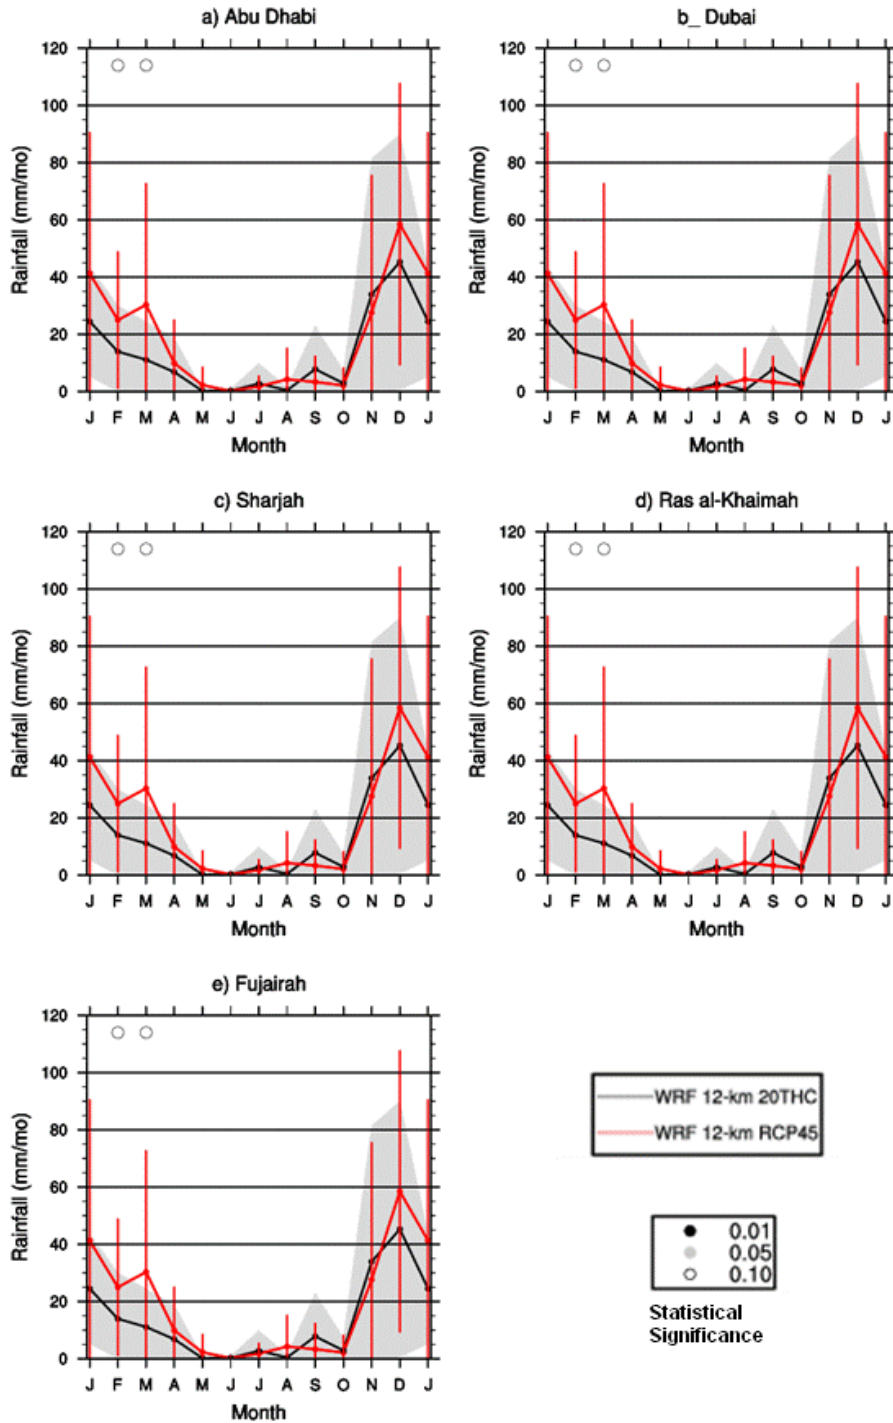 a) Abu Dhabi
b_ Dubai
Rainfall (mm/mo)
120
100
80
60
40
20
0
J F M A M J J A S O N D J
Month
Rainfall (mm/mo)
120
100
80
60
40
20
0
J F M A M J J A S O N D J
Month
c) Sharjah
d) Ras al-Khaimah
Rainfall (mm/mo)
120
100
80
60
40
20
0
J F M A M J J A S O N D J
Month
Rainfall (mm/mo)
120
100
80
60
40
20
0
J F M A M J J A S O N D J
Month
e) Fujairah
Rainfall (mm/mo)
120
100
80
60
40
20
0
J F M A M J J A S O N D J
Month
WRF 12-km 20THC
WRF 12-km RCP45
0.01
0.05
0.10
Statistical
Significance